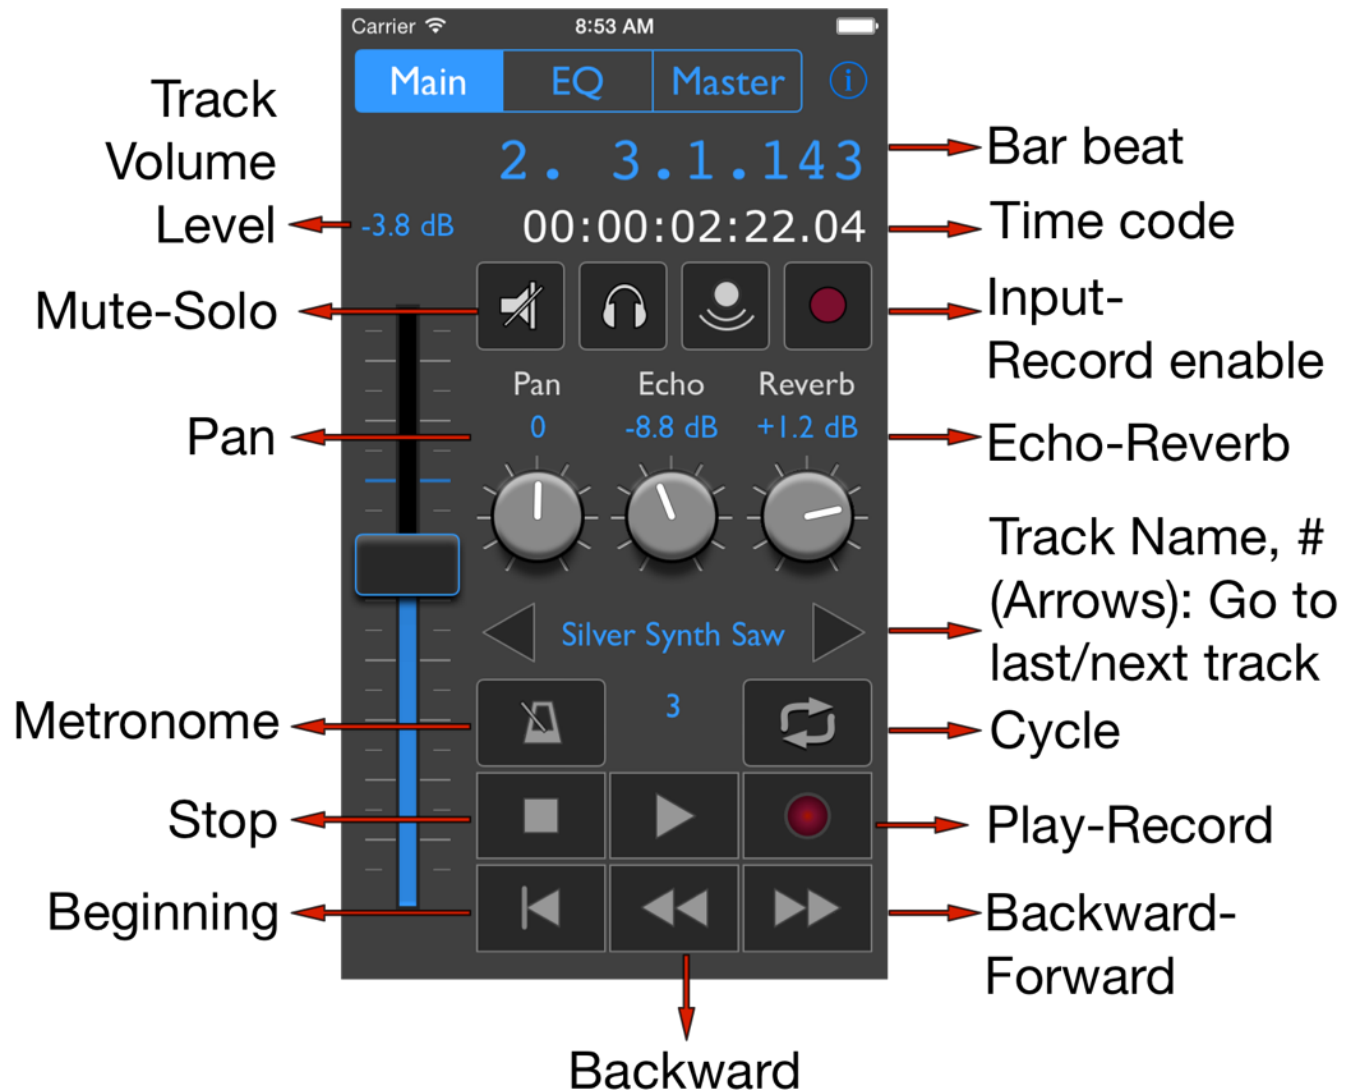 Carrier 8:53 AM
Main EQ Master i
Track
Volume
Level
2. 3.1.143
Bar beat
-3.8 dB
00:00:02:22.04
Time code
Mute-Solo
Input-
Record enable
Pan Echo Reverb
0 -8.8 dB +1.2 dB
Pan
Echo-Reverb
Silver Synth Saw
Track Name, #
(Arrows): Go to
last/next track
3
Metronome
Cycle
Stop
Play-Record
Beginning
Backward-
Forward
Backward